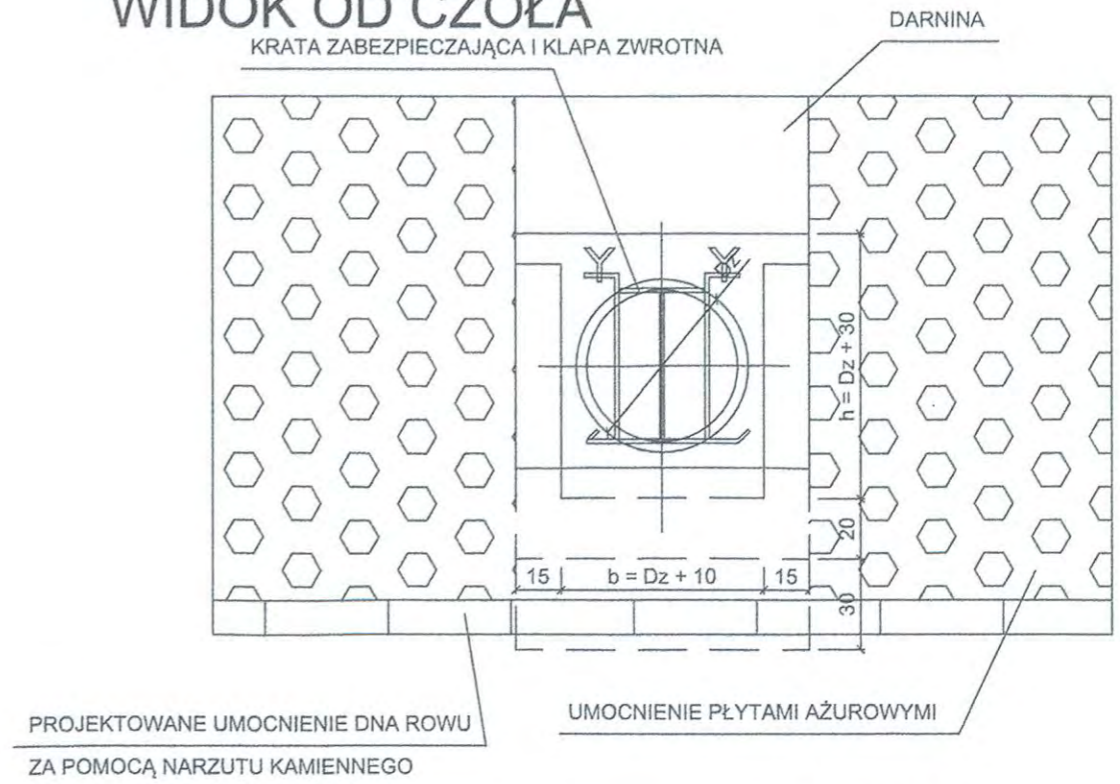 WIDOK OD CZOŁA
DARNINA
KRATA ZABEZPIECZAJĄCA I KLAPA ZWROTNA
h = Dz + 30
20
15
b = Dz + 10
15
30
PROJEKTOWANE UMOCNIENIE DNA ROWU
ZA POMOCĄ NARZUTU KAMIENNEGO
UMOCNIENIE PŁYTAMI AŻUROWYMI